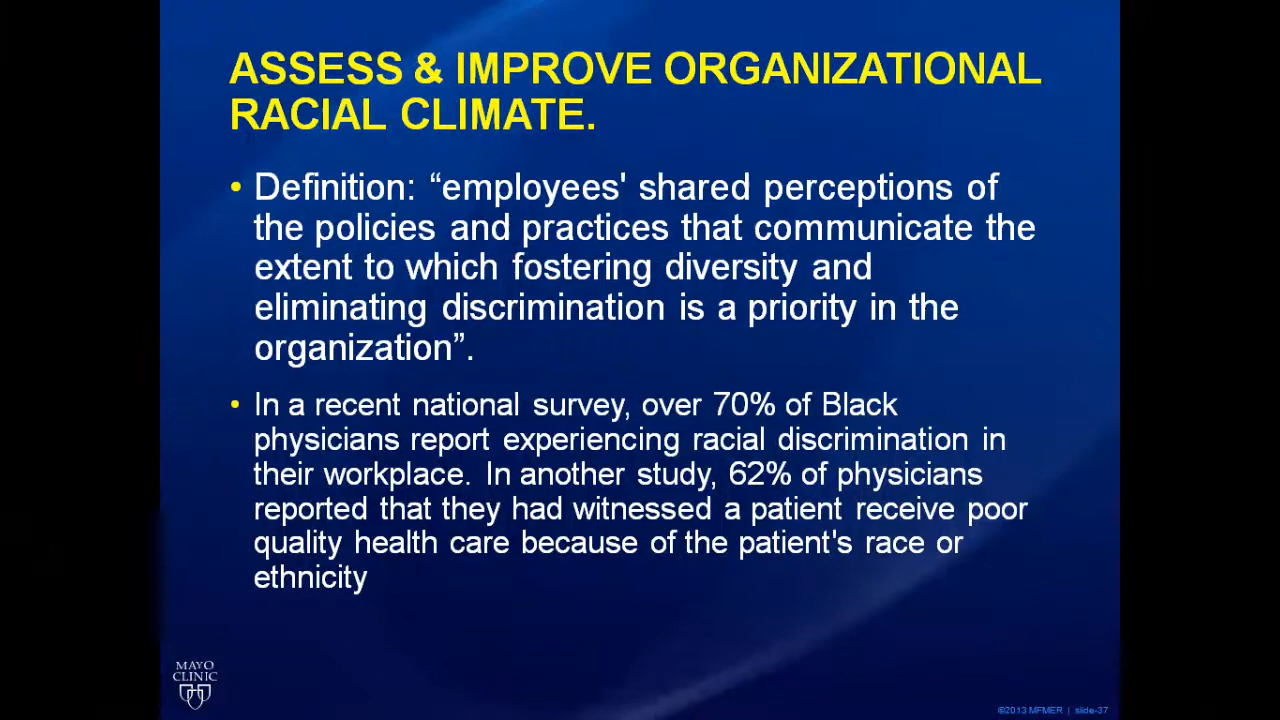 ASSESS & IMPROVE ORGANIZATIONAL
RACIAL CLIMATE.
• Definition: “employees' shared perceptions of
the policies and practices that communicate the
extent to which fostering diversity and
eliminating discrimination is a priority in the
organization”.
• In a recent national survey, over 70% of Black
physicians report experiencing racial discrimination in
their workplace.  In another study, 62% of physicians
reported that they had witnessed a patient receive poor
quality health care because of the patient's race or
ethnicity
MAYO
CLINIC
©2013 MFMER | slide-37